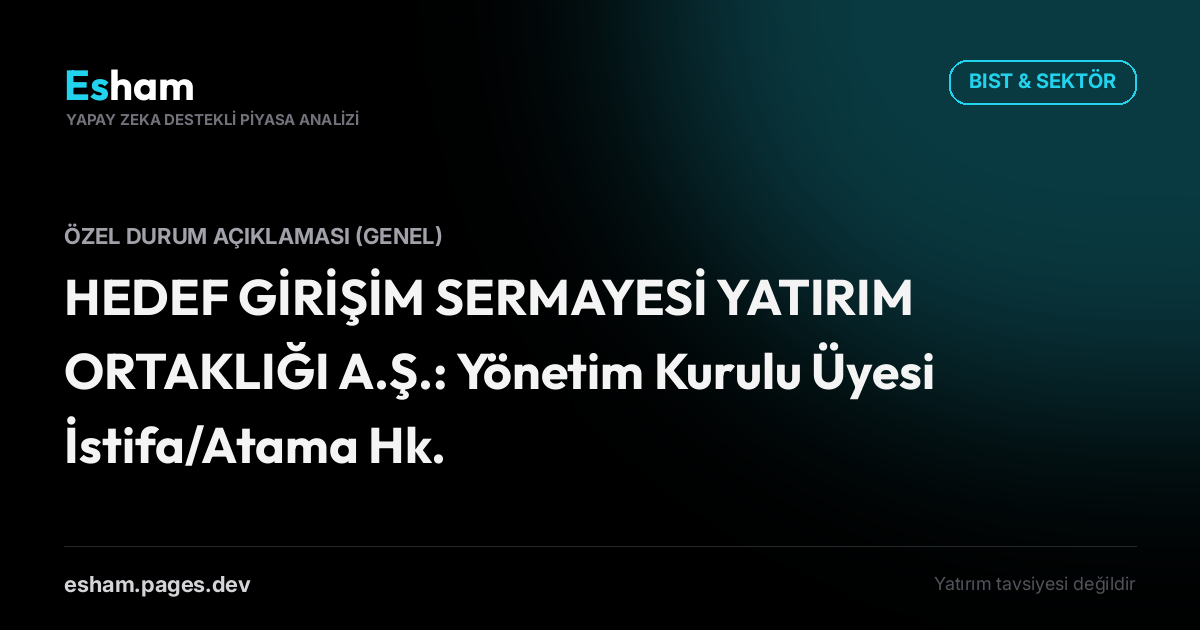 Esham
YAPAY ZEKA DESTEKLİ PİYASA ANALİZİ
BIST & SEKTÖR
ÖZEL DURUM AÇIKLAMASI (GENEL)
HEDEF GİRİŞİM SERMAYESİ YATIRIM
ORTAKLIĞI A.Ş.: Yönetim Kurulu Üyesi
İstifa/Atama Hk.
esham.pages.dev
Yatırım tavsiyesi değildir